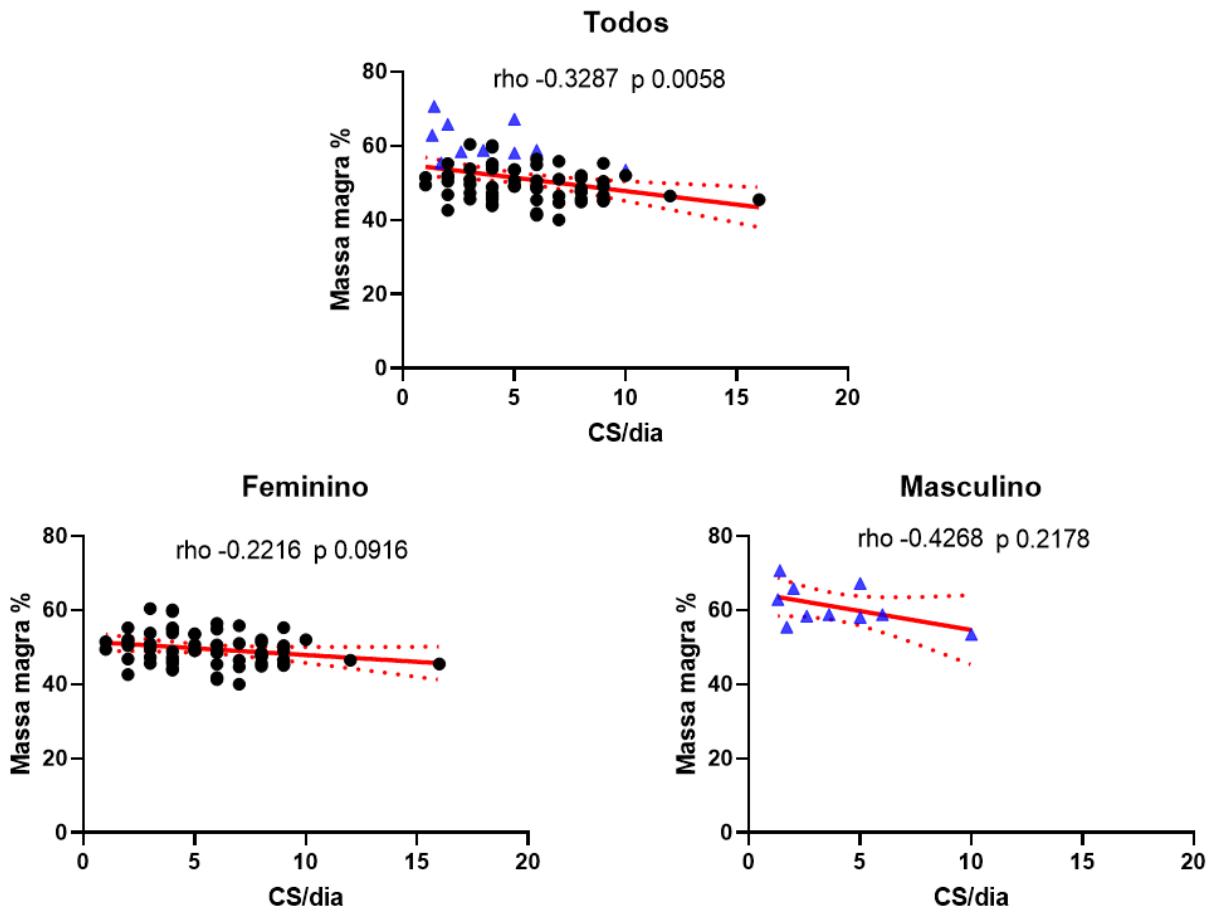 Todos
rho -0.3287 p 0.0058
80
60
40
20
0
Massa magra %
0 5 10 15 20
CS/dia
Feminino
rho -0.2216 p 0.0916
80
60
40
20
0
Massa magra %
0 5 10 15 20
CS/dia
Masculino
rho -0.4268 p 0.2178
80
60
40
20
0
Massa magra %
0 5 10 15 20
CS/dia